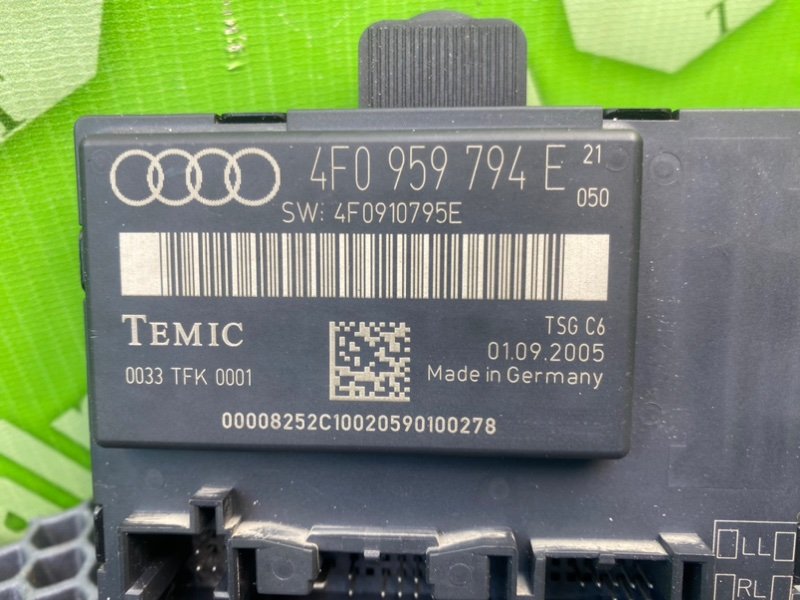 4F0 959 794 E 21
050
SW: 4F0910795E
TEMIC
TSG C6
01.09.2005
0033 TFK 0001
Made in Germany
00008252C10020590100278
LL
RL